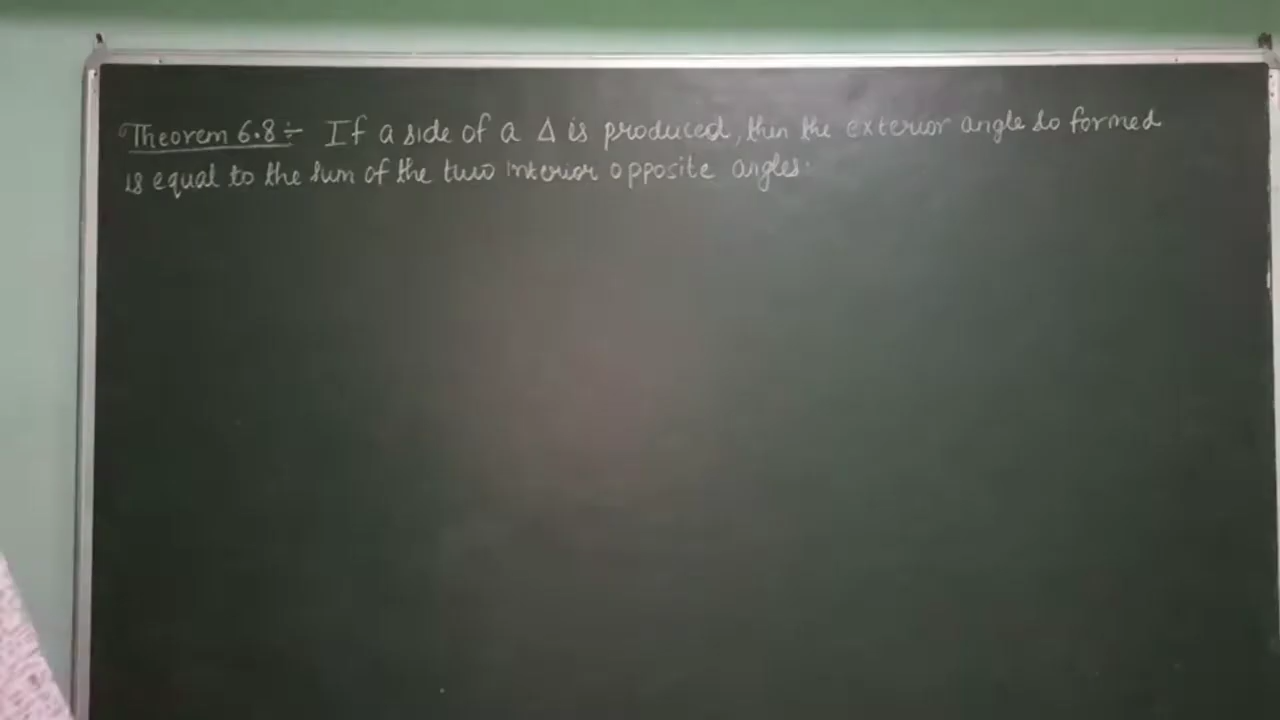 Theorem 6.8÷ If a side of a Δ is produced, then the exterior angle so formed
is equal to the sum of the two interior opposite angles.